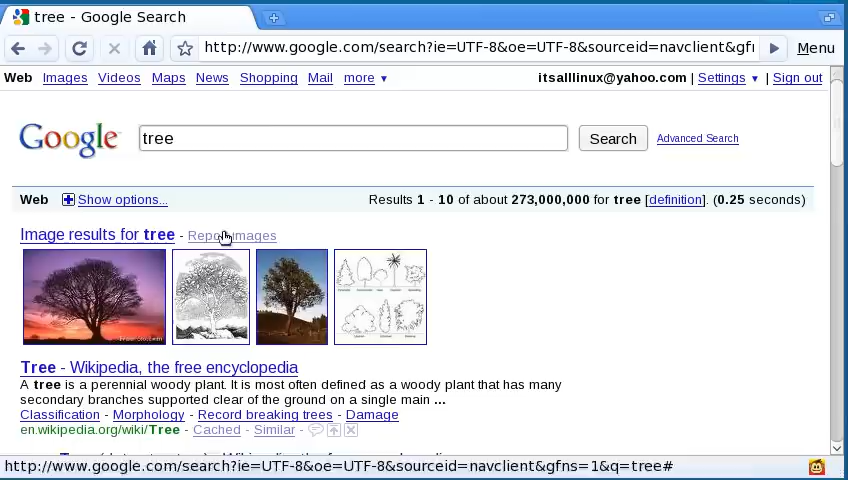 tree - Google Search
http://www.google.com/search?ie=UTF-8&oe=UTF-8&sourceid=navclient&gf
Menu
Web Images Videos Maps News Shopping Mail more ▼ itsalllinux@yahoo.com | Settings ▼ | Sign out
Google tree Search Advanced Search
Web Show options... Results 1 - 10 of about 273,000,000 for tree [definition]. (0.25 seconds)
Image results for tree - Report images
Tree - Wikipedia, the free encyclopedia
A tree is a perennial woody plant. It is most often defined as a woody plant that has many
secondary branches supported clear of the ground on a single main ...
Classification - Morphology - Record breaking trees - Damage
en.wikipedia.org/wiki/Tree - Cached - Similar -
http://www.google.com/search?ie=UTF-8&oe=UTF-8&sourceid=navclient&gfns=1&q=tree#